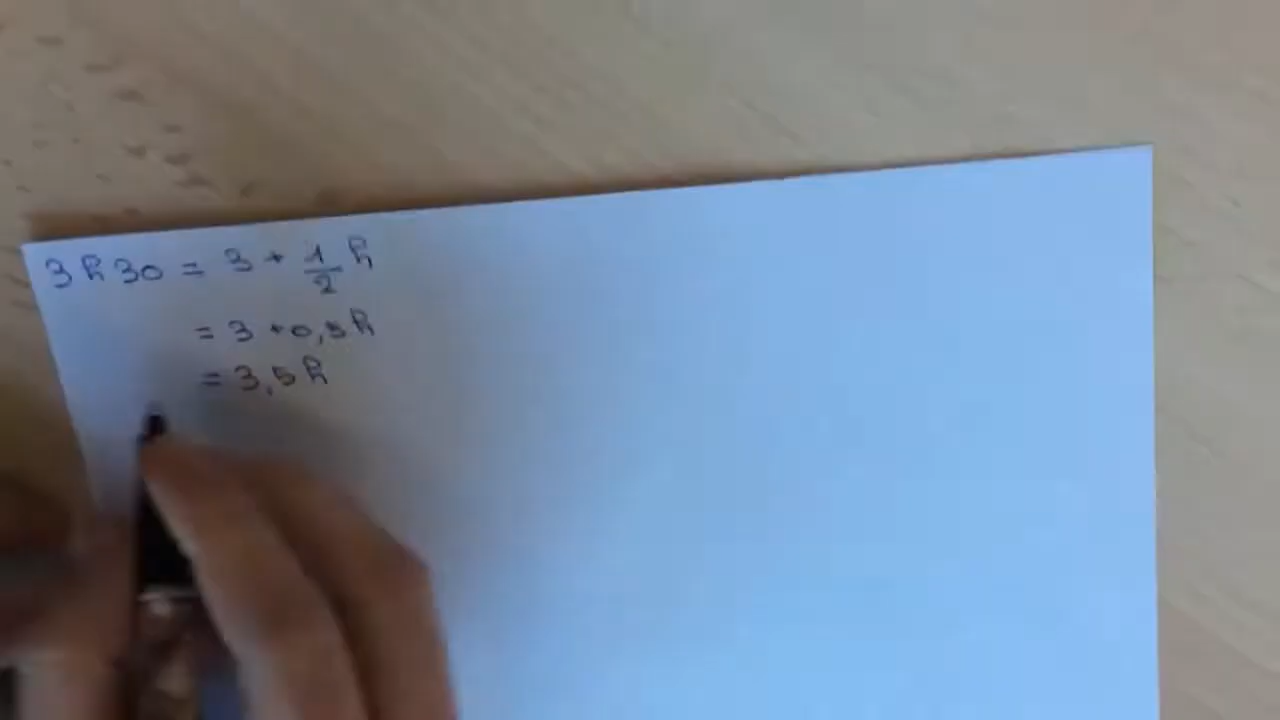 3 h 30 = 3 + 1/2 h
= 3 + 0,5 h
= 3,5 h